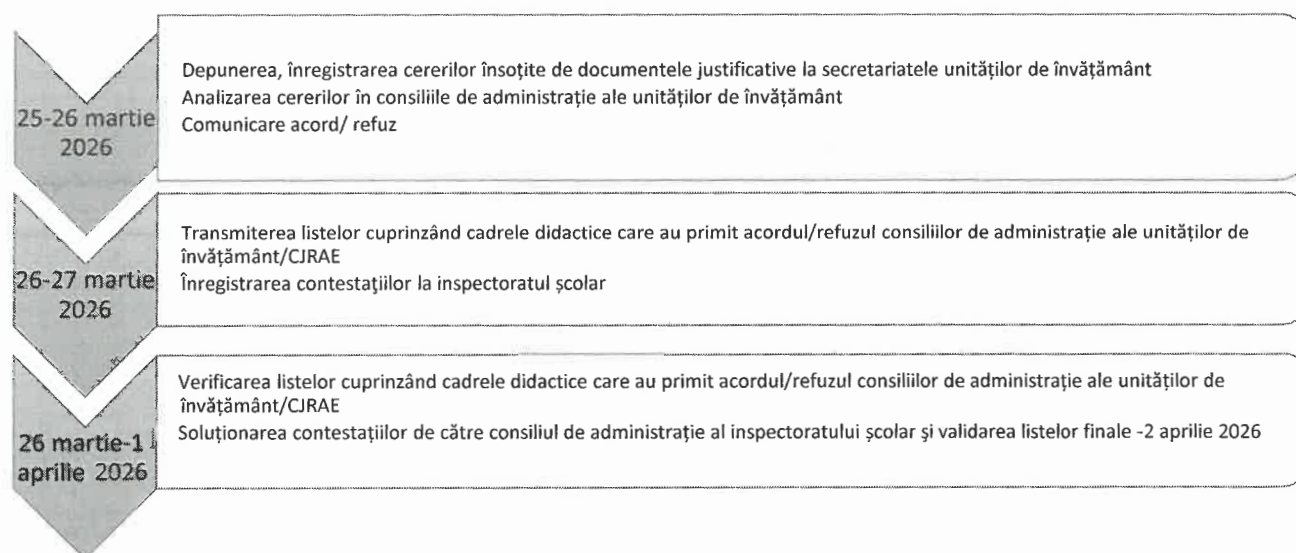 25-26 martie
2026
Depunerea, înregistrarea cererilor însoțite de documentele justificative la secretariatele unităților de învățământ
Analizarea cererilor în consiliile de administrație ale unităților de învățământ
Comunicare acord/ refuz
26-27 martie
2026
Transmiterea listelor cuprinzând cadrele didactice care au primit acordul/refuzul consiliilor de administrație ale unităților de
învățământ/CJRAE
Înregistrarea contestațiilor la inspectoratul școlar
26 martie-1
aprilie 2026
Verificarea listelor cuprinzând cadrele didactice care au primit acordul/refuzul consiliilor de administrație ale unităților de
învățământ/CJRAE
Soluționarea contestațiilor de către consiliul de administrație al inspectoratului școlar și validarea listelor finale -2 aprilie 2026